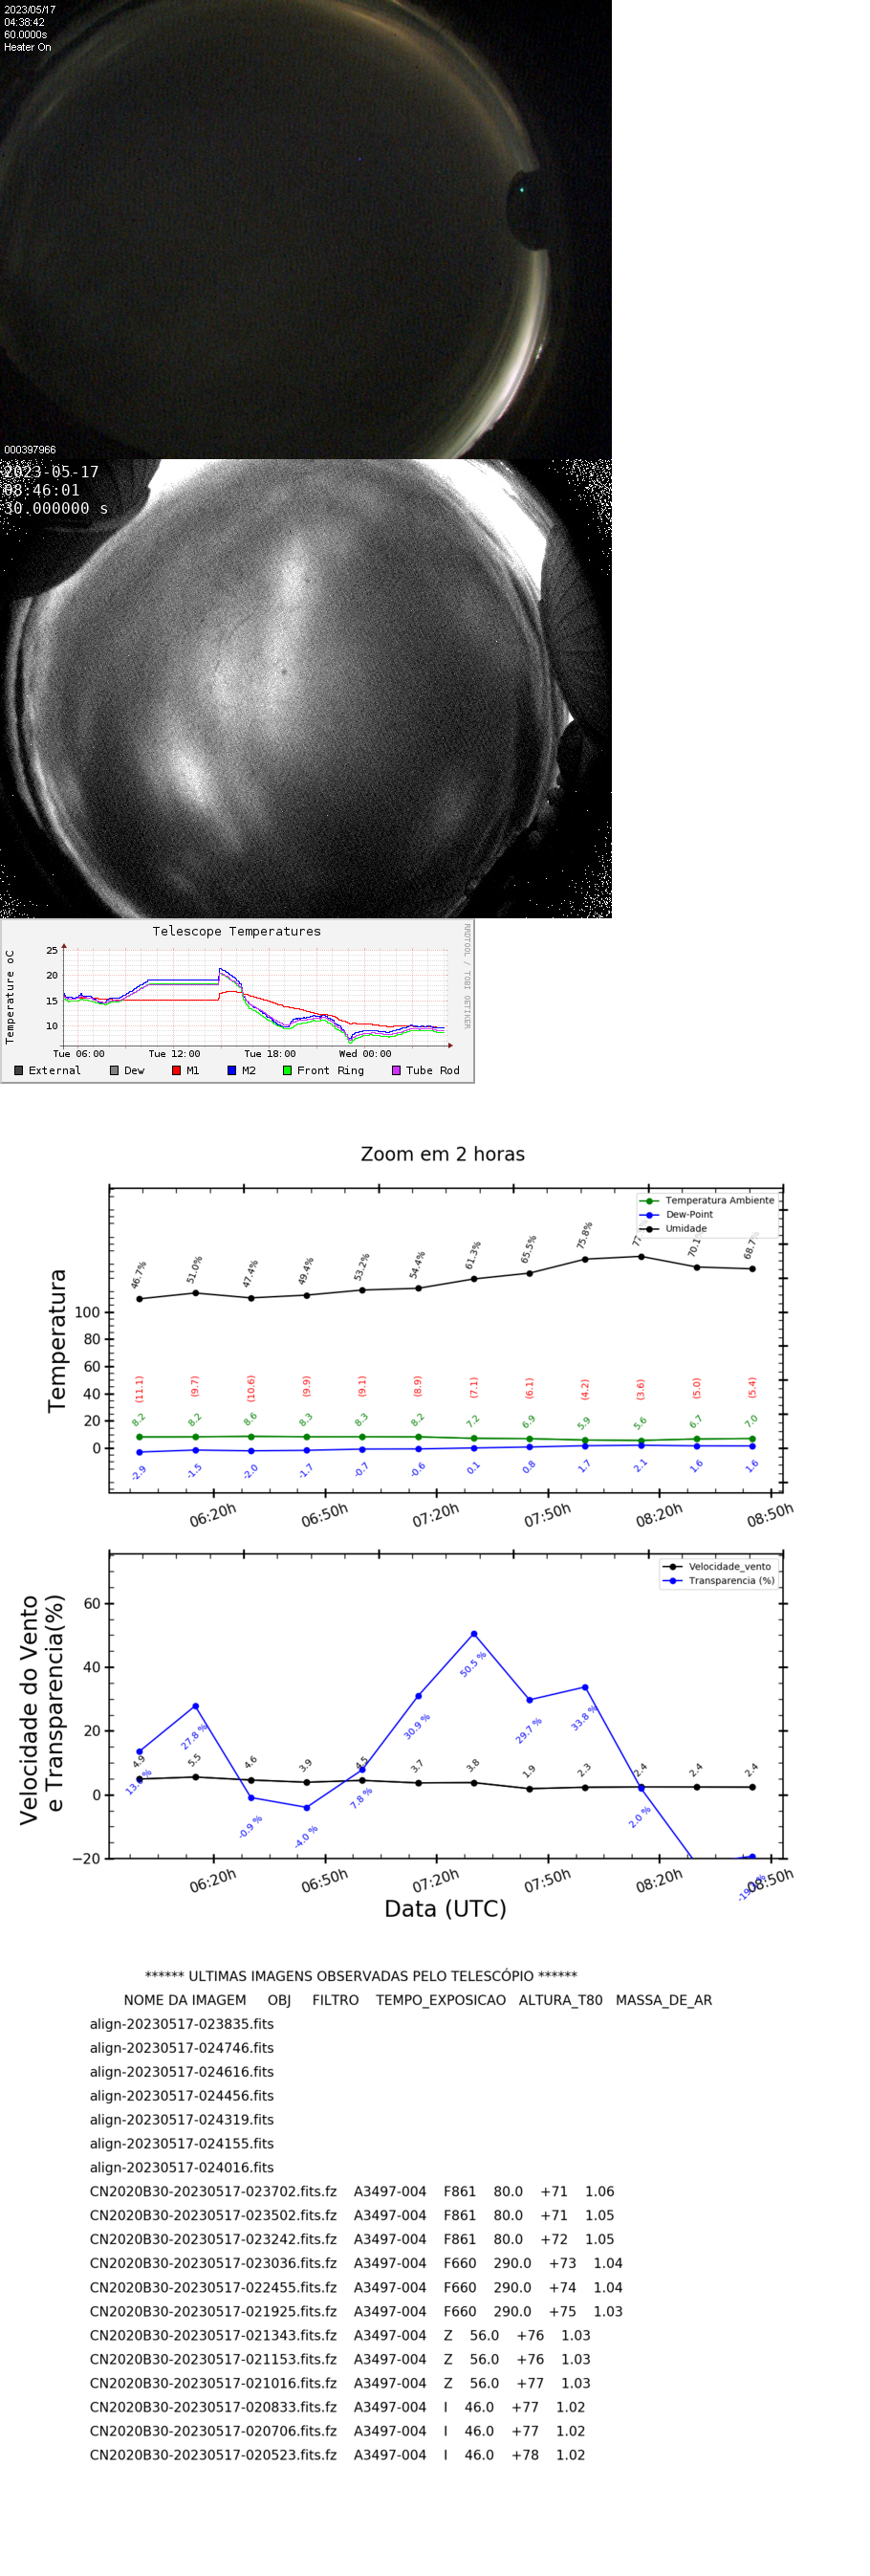 2023/05/17
04:38:42
60.0000s
Heater On
000397966
2023-05-17
08:46:01
30.000000 s
Telescope Temperatures
Temperature oC
25
20
15
10
Tue 06:00 Tue 12:00 Tue 18:00 Wed 00:00
External Dew M1 M2 Front Ring Tube Rod
RRDTOOL / TOBI OETIKER
Zoom em 2 horas
Temperatura
100
80
60
40
20
0
Temperatura Ambiente
Dew-Point
Umidade
46.7% 51.0% 47.4% 49.4% 53.2% 54.4% 61.3% 65.5% 75.8% 70.1% 68.7%
(11.1) (9.7) (10.6) (9.9) (9.1) (8.9) (7.1) (6.1) (4.2) (3.6) (5.0) (5.4)
8.2 8.2 8.6 8.3 8.3 8.2 7.2 6.9 5.9 5.6 6.7 7.0
-2.9 -1.5 -2.0 -1.7 -0.7 -0.6 0.1 0.8 1.7 2.1 1.6 1.6
06:20h 06:50h 07:20h 07:50h 08:20h 08:50h
Velocidade do Vento
e Transparencia(%)
60
40
20
0
−20
Velocidade_vento
Transparencia (%)
4.9 5.5 4.6 3.9 4.5 3.7 3.8 1.9 2.3 2.4 2.4 2.4
27.8 % -0.9 % -4.0 % 7.8 % 30.9 % 50.5 % 29.7 % 33.8 % 2.0 %
06:20h 06:50h 07:20h 07:50h 08:20h 08:50h
Data (UTC)
****** ULTIMAS IMAGENS OBSERVADAS PELO TELESCÓPIO ******
NOME DA IMAGEM OBJ FILTRO TEMPO_EXPOSICAO ALTURA_T80 MASSA_DE_AR
align-20230517-023835.fits
align-20230517-024746.fits
align-20230517-024616.fits
align-20230517-024456.fits
align-20230517-024319.fits
align-20230517-024155.fits
align-20230517-024016.fits
CN2020B30-20230517-023702.fits.fz A3497-004 F861 80.0 +71 1.06
CN2020B30-20230517-023502.fits.fz A3497-004 F861 80.0 +71 1.05
CN2020B30-20230517-023242.fits.fz A3497-004 F861 80.0 +72 1.05
CN2020B30-20230517-023036.fits.fz A3497-004 F660 290.0 +73 1.04
CN2020B30-20230517-022455.fits.fz A3497-004 F660 290.0 +74 1.04
CN2020B30-20230517-021925.fits.fz A3497-004 F660 290.0 +75 1.03
CN2020B30-20230517-021343.fits.fz A3497-004 Z 56.0 +76 1.03
CN2020B30-20230517-021153.fits.fz A3497-004 Z 56.0 +76 1.03
CN2020B30-20230517-021016.fits.fz A3497-004 Z 56.0 +77 1.03
CN2020B30-20230517-020833.fits.fz A3497-004 I 46.0 +77 1.02
CN2020B30-20230517-020706.fits.fz A3497-004 I 46.0 +77 1.02
CN2020B30-20230517-020523.fits.fz A3497-004 I 46.0 +78 1.02